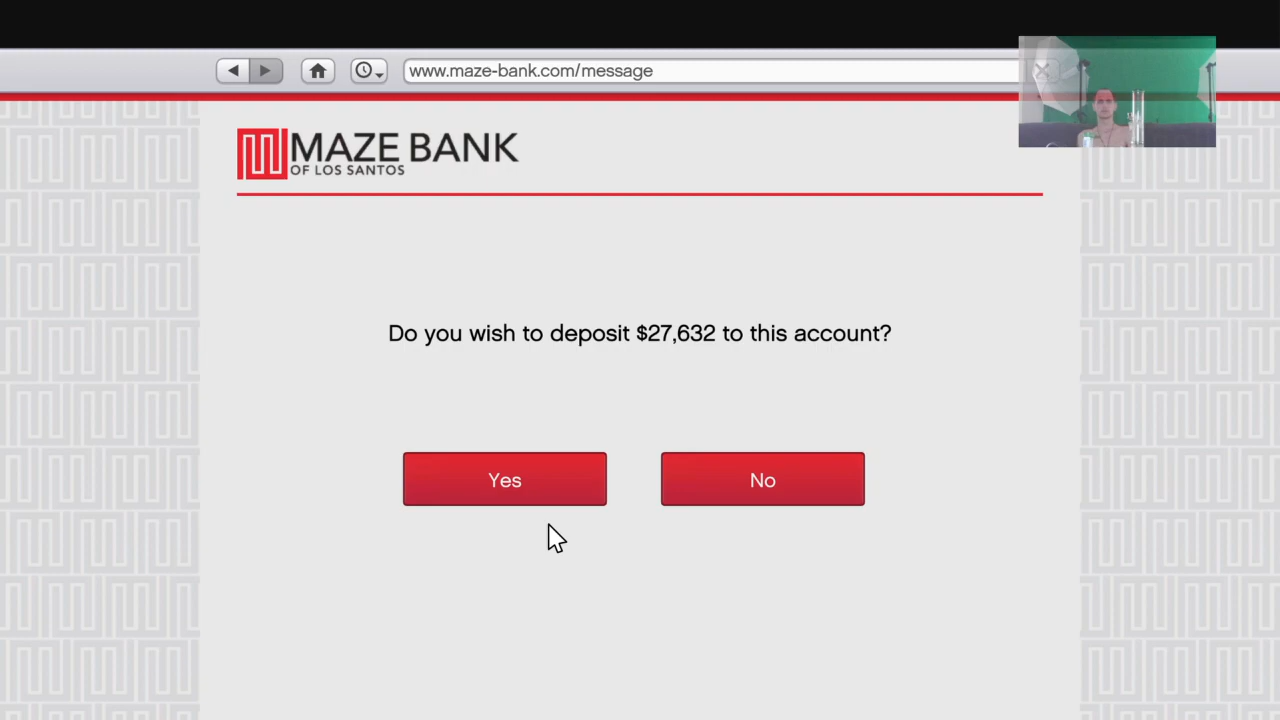 www.maze-bank.com/message
MAZE BANK
OF LOS SANTOS
Do you wish to deposit $27,632 to this account?
Yes
No